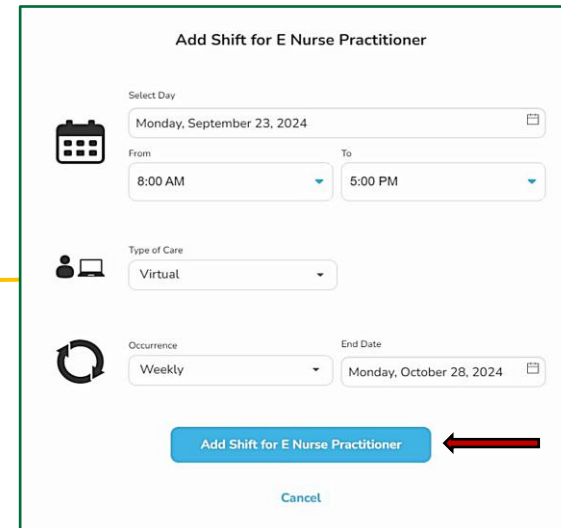 Add Shift for E Nurse Practitioner
Select Day
Monday, September 23, 2024
From To
8:00 AM 5:00 PM
Type of Care
Virtual
Occurrence End Date
Weekly Monday, October 28, 2024
Add Shift for E Nurse Practitioner
Cancel